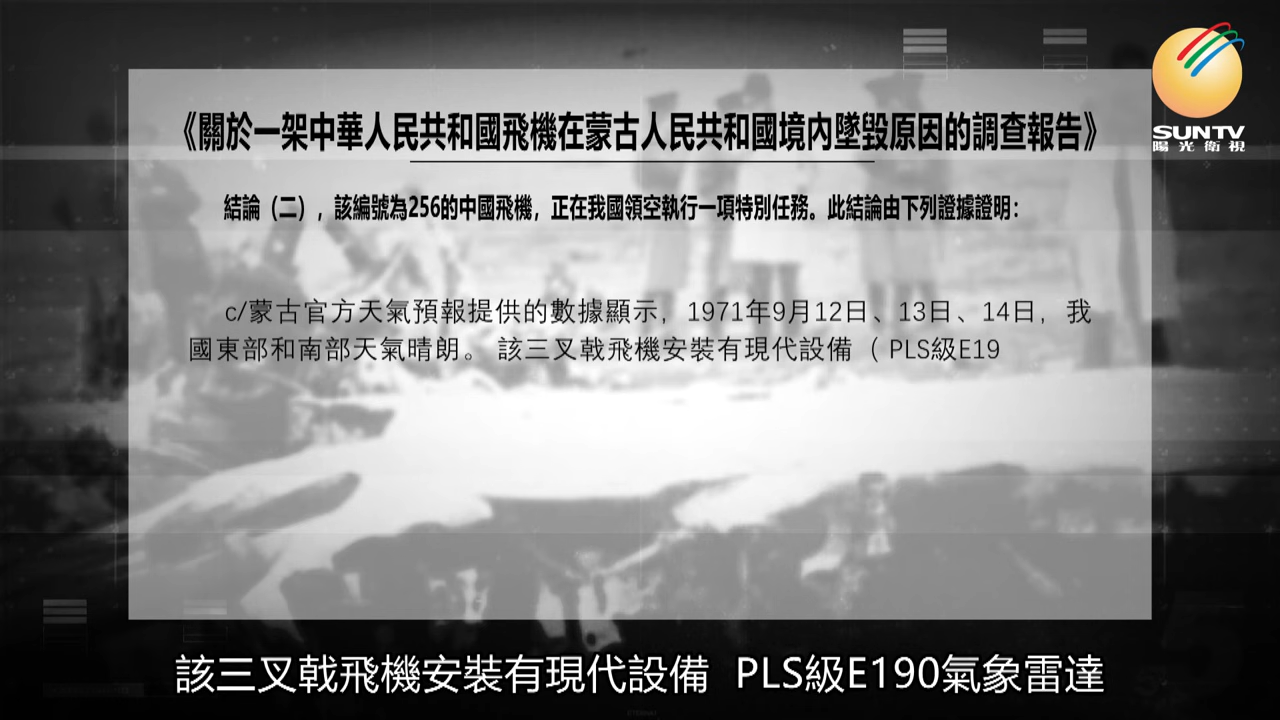 SUNTV
陽光衛視
《關於一架中華人民共和國飛機在蒙古人民共和國境內墜毀原因的調查報告》
結論（二），該編號為256的中國飛機，正在我國領空執行一項特別任務。此結論由下列證據證明：
c/蒙古官方天氣預報提供的數據顯示，1971年9月12日、13日、14日，我
國東部和南部天氣晴朗。 該三叉戟飛機安裝有現代設備（ PLS級E19
該三叉戟飛機安裝有現代設備 PLS級E190氣象雷達